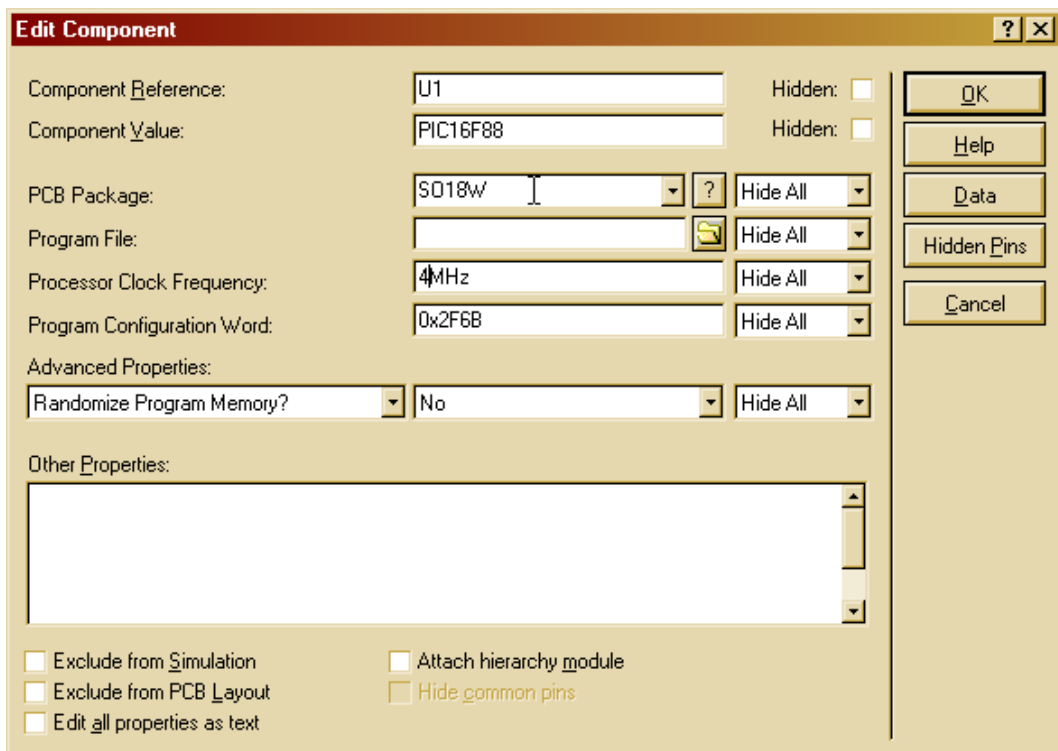 Edit Component
? ×
Component Reference: U1 Hidden: OK
Component Value: PIC16F88 Hidden: Help
PCB Package: SO18W ? Hide All Data
Program File: Hide All Hidden Pins
Processor Clock Frequency: 4MHz Hide All
Program Configuration Word: 0x2F6B Hide All Cancel
Advanced Properties:
Randomize Program Memory? No Hide All
Other Properties:
Exclude from Simulation Attach hierarchy module
Exclude from PCB Layout Hide common pins
Edit all properties as text